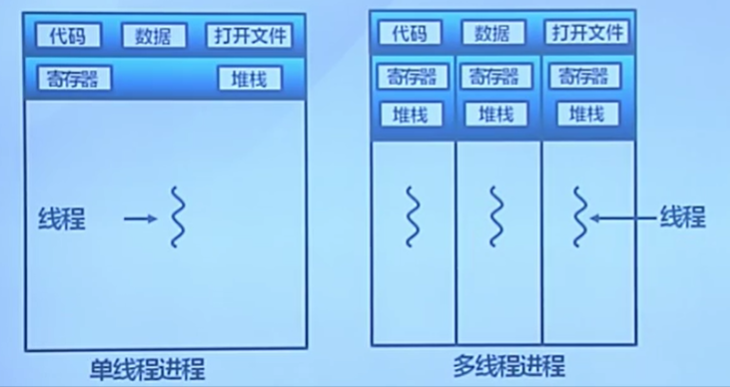 代码 数据 打开文件
寄存器 堆栈
线程
单线程进程
代码 数据 打开文件
寄存器 寄存器 寄存器
堆栈 堆栈 堆栈
线程
多线程进程